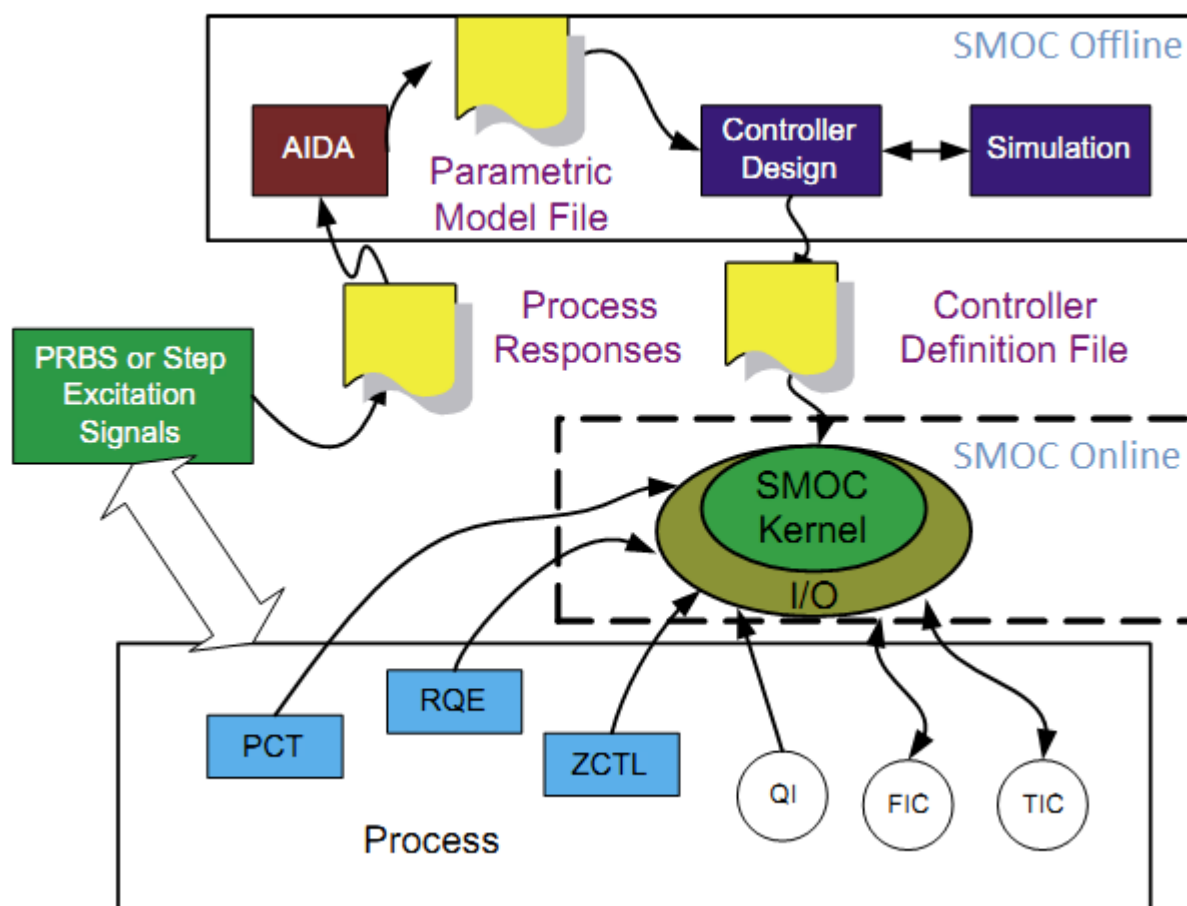 SMOC Offline
AIDA
Parametric
Model File
Controller
Design
Simulation
Process
Responses
Controller
Definition File
PRBS or Step
Excitation
Signals
SMOC Online
SMOC
Kernel
I/O
PCT
RQE
ZCTL
QI
FIC
TIC
Process